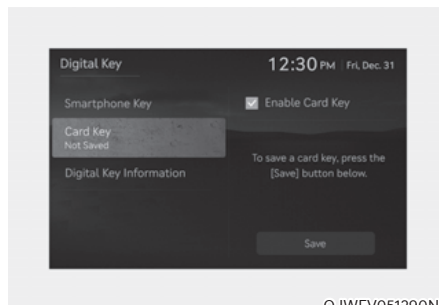 Digital Key
12:30 PM Fri, Dec. 31
Smartphone Key
Enable Card Key
Card Key
Not Saved
To save a card key, press the
[Save] button below.
Digital Key Information
Save